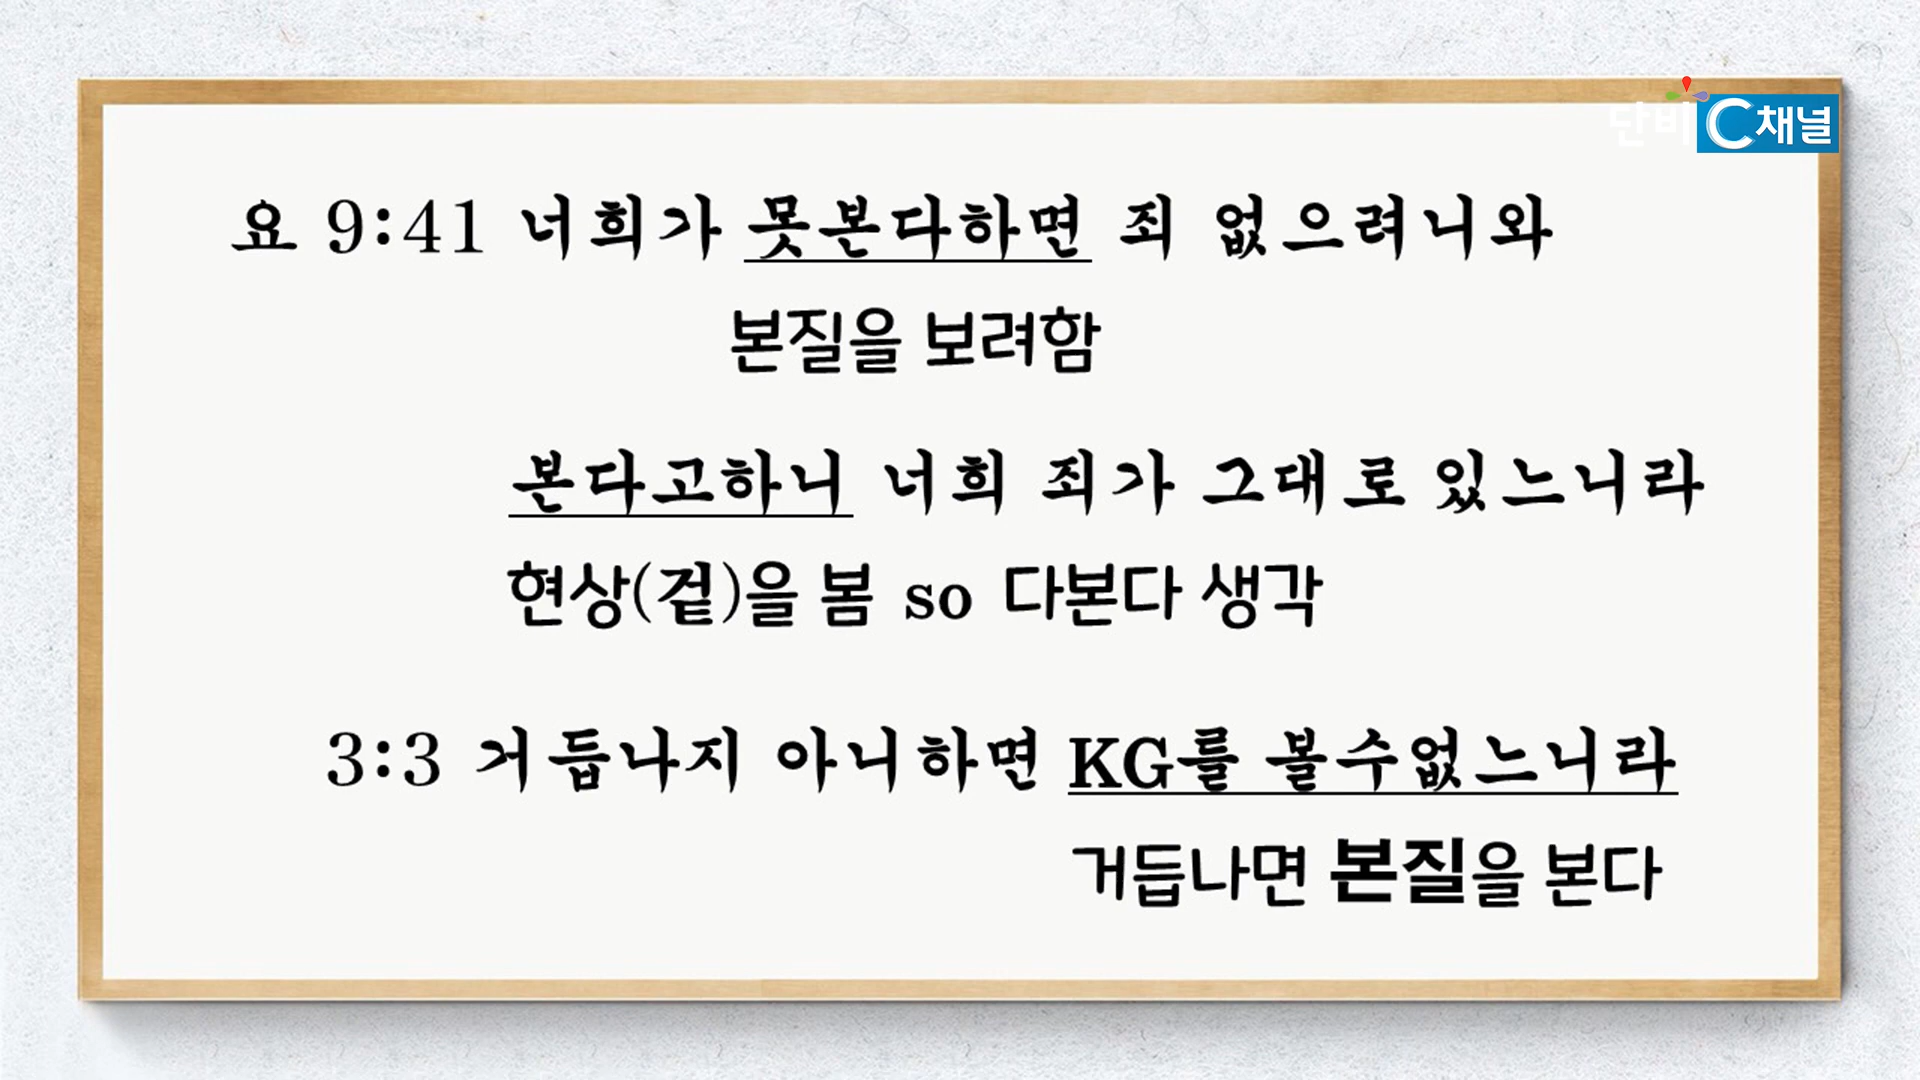 단비 C채널
요 9:41 너희가 못본다하면 죄 없으려니와
본질을 보려함
본다고하니 너희 죄가 그대로 있느니라
현상(겉)을 봄 so 다본다 생각
3:3 거듭나지 아니하면 KG를 볼수없느니라
거듭나면 본질을 본다